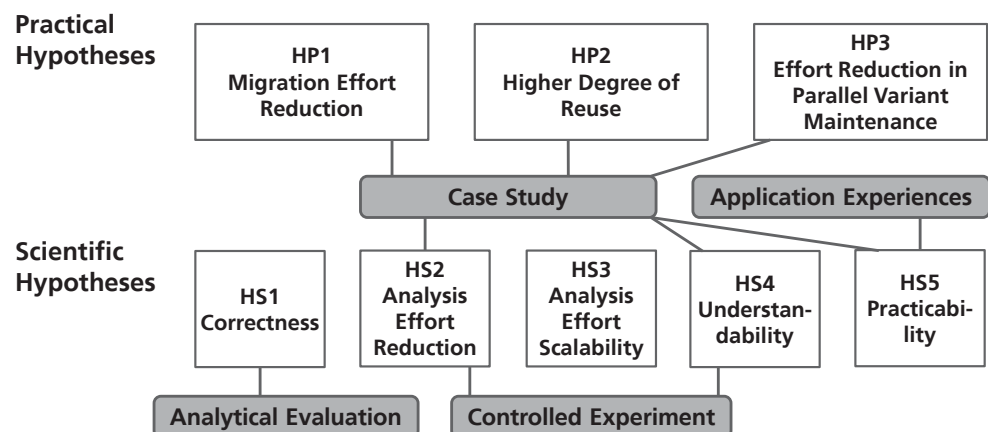 Practical
Hypotheses
HP1
Migration Effort
Reduction
HP2
Higher Degree of
Reuse
HP3
Effort Reduction in
Parallel Variant
Maintenance
Case Study
Application Experiences
Scientific
Hypotheses
HS1
Correctness
HS2
Analysis
Effort
Reduction
HS3
Analysis
Effort
Scalability
HS4
Understan-
dability
HS5
Practicabi-
lity
Analytical Evaluation
Controlled Experiment